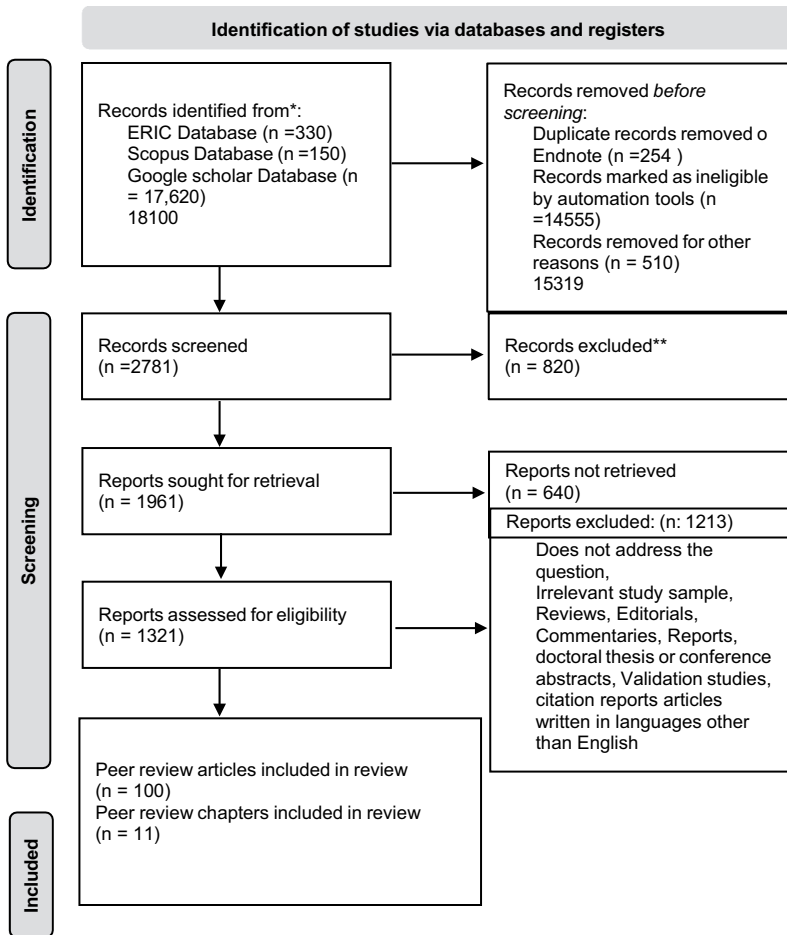 Identification of studies via databases and registers
Identification
Records identified from*:
ERIC Database (n =330)
Scopus Database (n =150)
Google scholar Database (n
= 17,620)
18100
Records removed before
screening:
Duplicate records removed o
Endnote (n =254 )
Records marked as ineligible
by automation tools (n
=14555)
Records removed for other
reasons (n = 510)
15319
Screening
Records screened
(n =2781)
Records excluded**
(n = 820)
Reports sought for retrieval
(n = 1961)
Reports not retrieved
(n = 640)
Reports assessed for eligibility
(n = 1321)
Reports excluded: (n: 1213)
Does not address the
question,
Irrelevant study sample,
Reviews, Editorials,
Commentaries, Reports,
doctoral thesis or conference
abstracts, Validation studies,
citation reports articles
written in languages other
than English
Included
Peer review articles included in review
(n = 100)
Peer review chapters included in review
(n = 11)